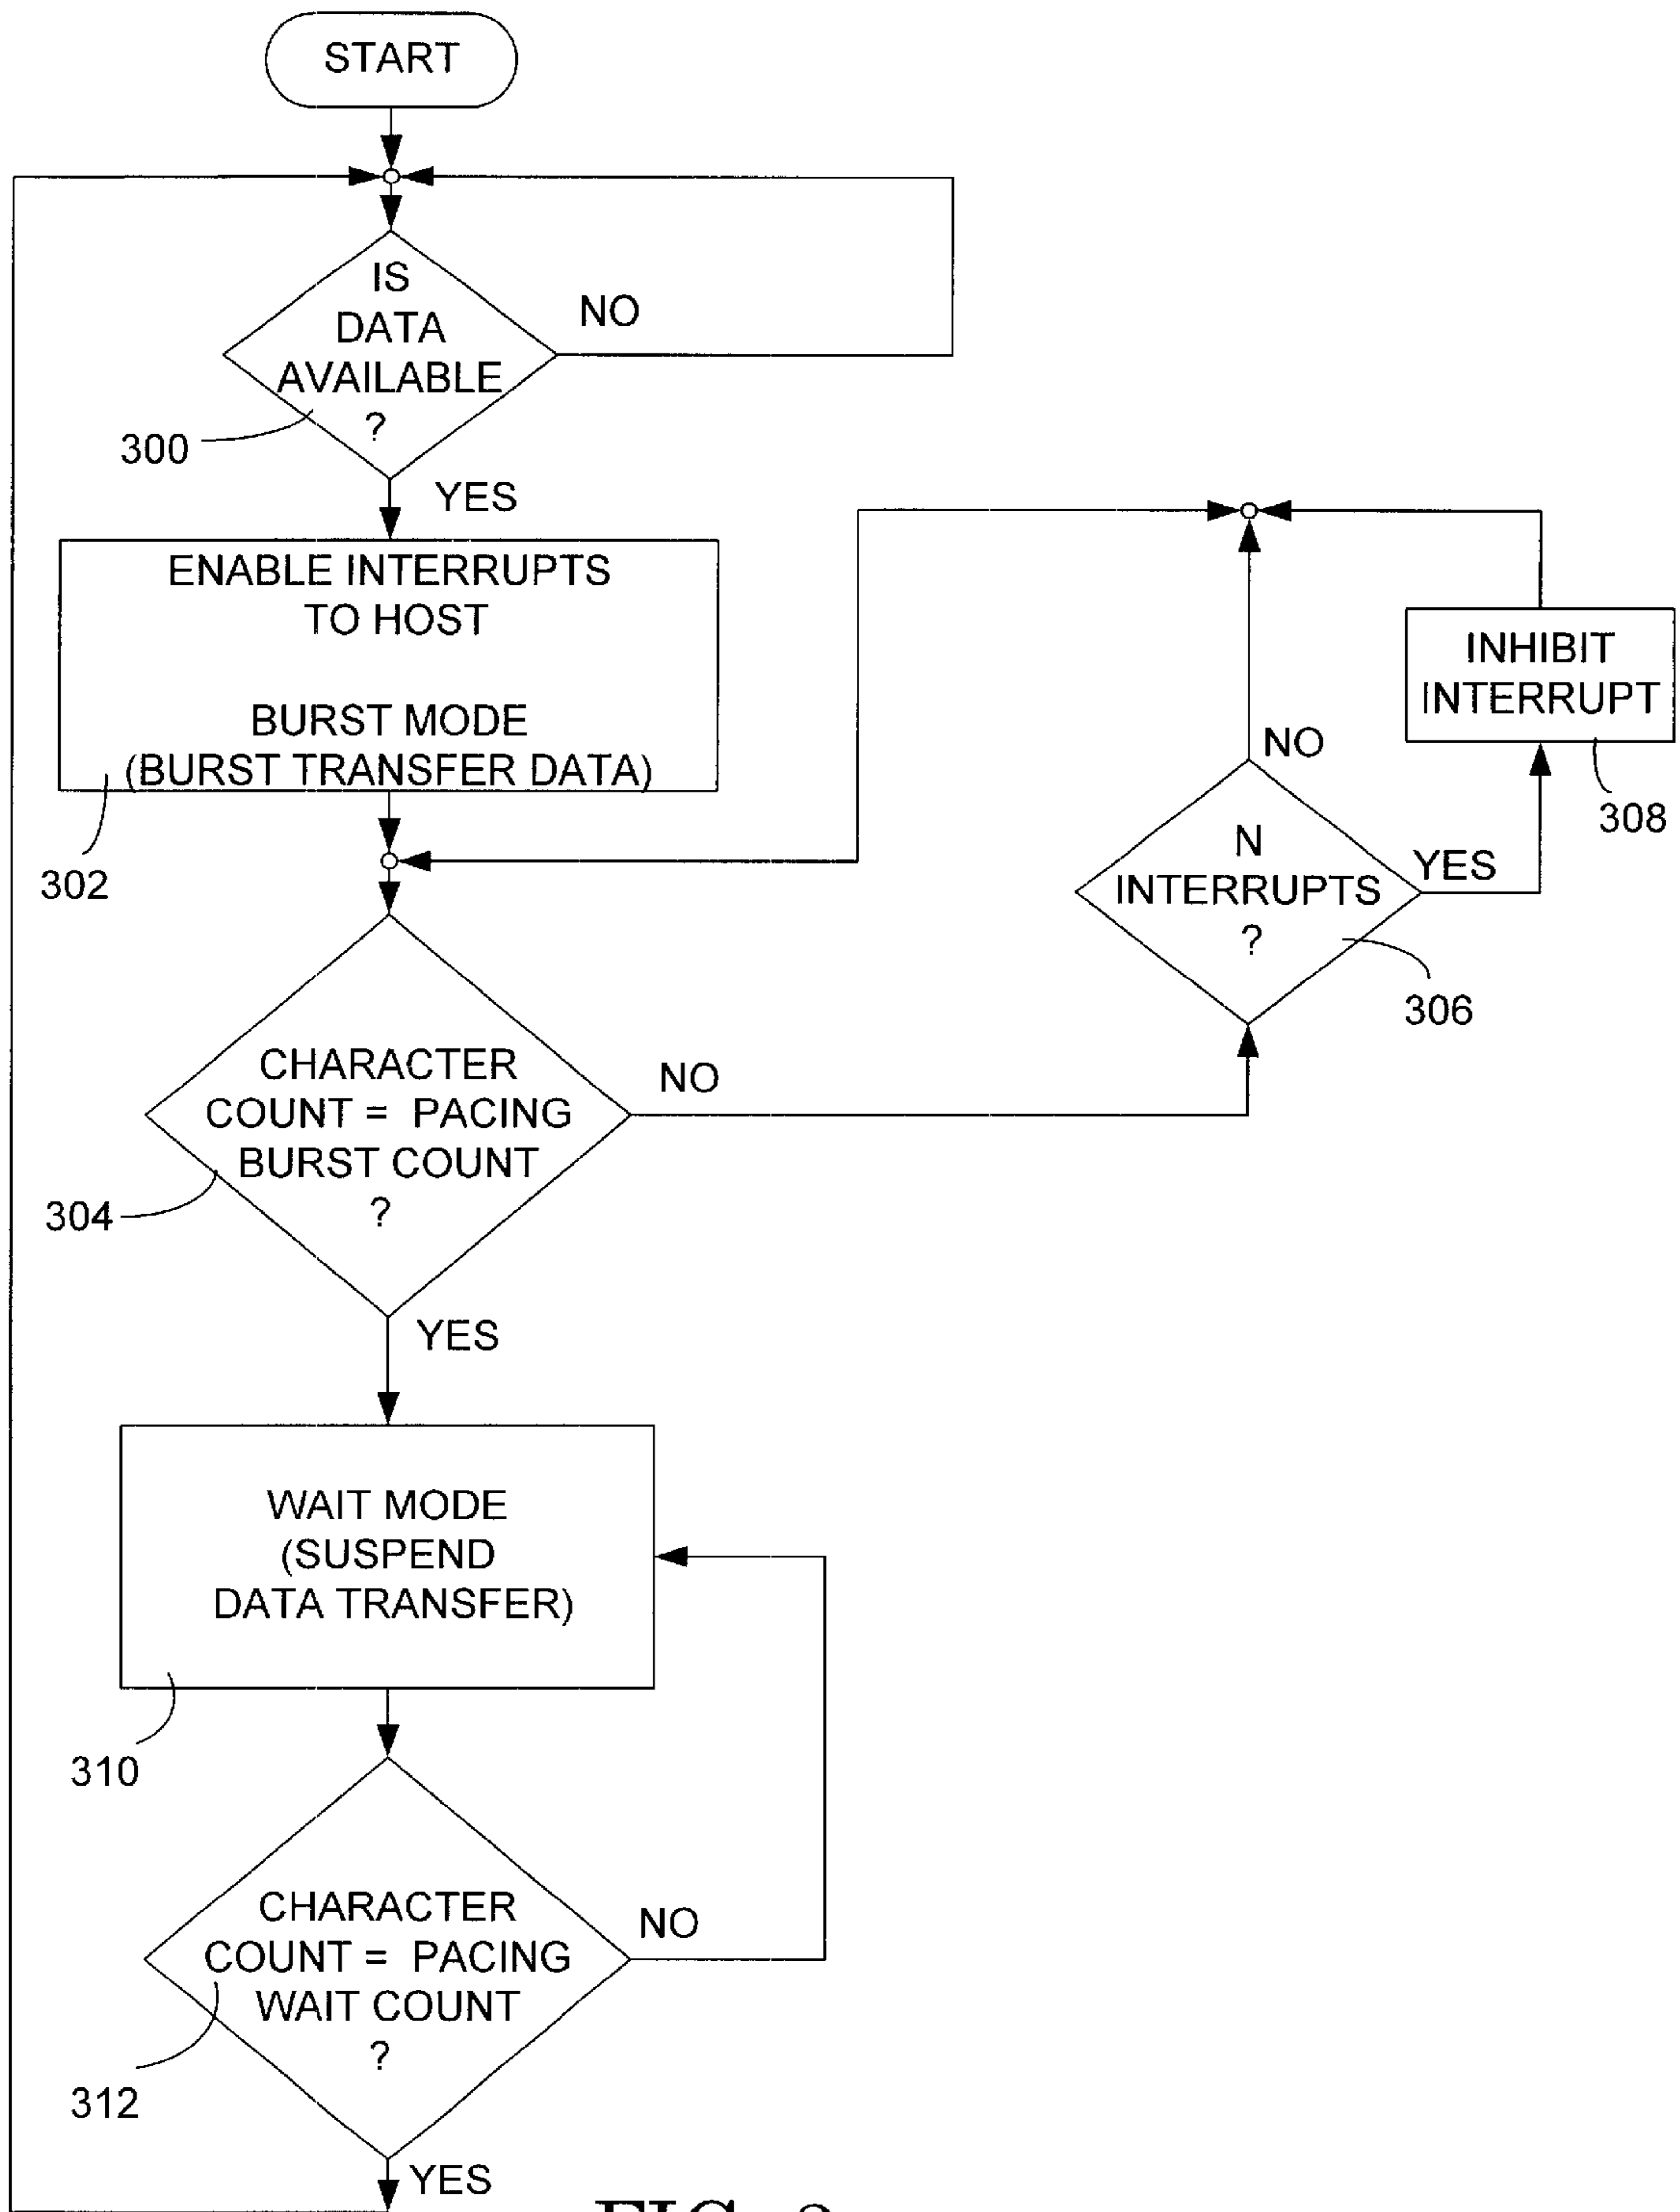 START
IS
DATA
AVAILABLE
?
NO
300
YES
ENABLE INTERRUPTS
TO HOST
BURST MODE
(BURST TRANSFER DATA)
302
INHIBIT
INTERRUPT
308
NO
N
INTERRUPTS
?
YES
306
CHARACTER
COUNT = PACING
BURST COUNT
?
NO
304
YES
WAIT MODE
(SUSPEND
DATA TRANSFER)
310
CHARACTER
COUNT = PACING
WAIT COUNT
?
NO
312
YES
FIG.